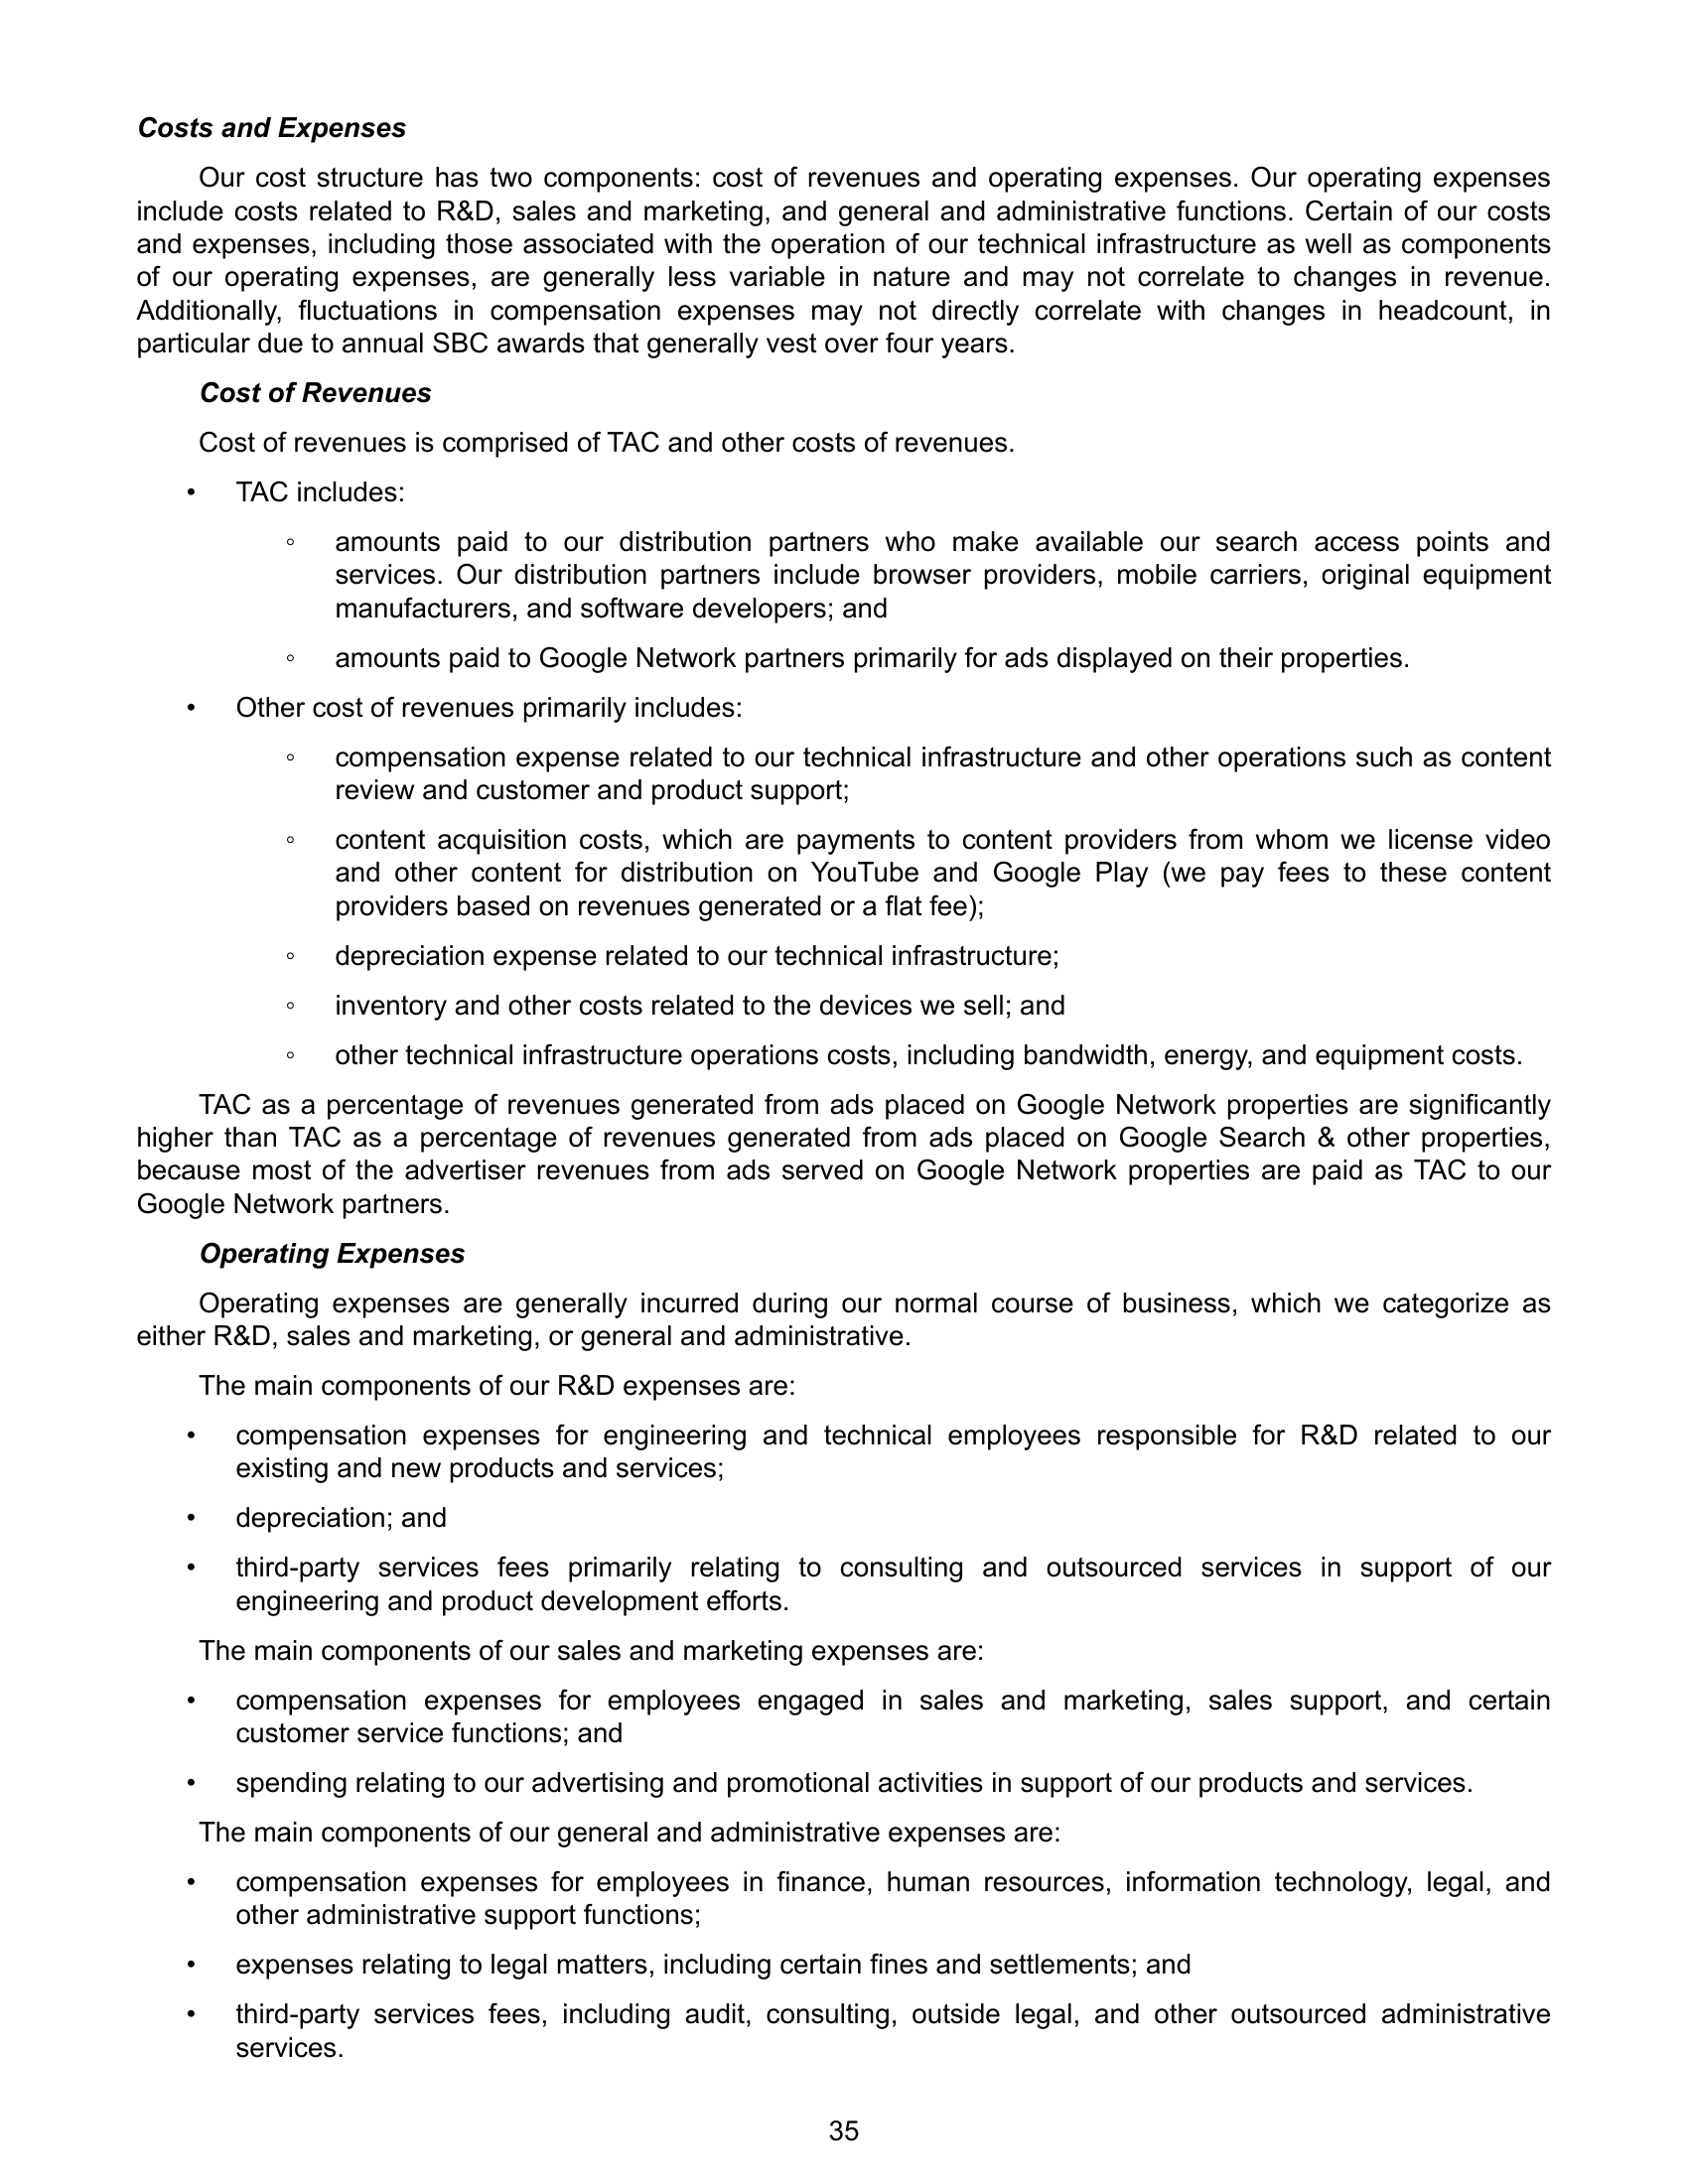 Costs and Expenses
Our cost structure has two components: cost of revenues and operating expenses. Our operating expenses
include costs related to R&D, sales and marketing, and general and administrative functions. Certain of our costs
and expenses, including those associated with the operation of our technical infrastructure as well as components
of our operating expenses, are generally less variable in nature and may not correlate to changes in revenue.
Additionally, fluctuations in compensation expenses may not directly correlate with changes in headcount, in
particular due to annual SBC awards that generally vest over four years.
Cost of Revenues
Cost of revenues is comprised of TAC and other costs of revenues.
• TAC includes:
◦ amounts paid to our distribution partners who make available our search access points and
services. Our distribution partners include browser providers, mobile carriers, original equipment
manufacturers, and software developers; and
◦ amounts paid to Google Network partners primarily for ads displayed on their properties.
• Other cost of revenues primarily includes:
◦ compensation expense related to our technical infrastructure and other operations such as content
review and customer and product support;
◦ content acquisition costs, which are payments to content providers from whom we license video
and other content for distribution on YouTube and Google Play (we pay fees to these content
providers based on revenues generated or a flat fee);
◦ depreciation expense related to our technical infrastructure;
◦ inventory and other costs related to the devices we sell; and
◦ other technical infrastructure operations costs, including bandwidth, energy, and equipment costs.
TAC as a percentage of revenues generated from ads placed on Google Network properties are significantly
higher than TAC as a percentage of revenues generated from ads placed on Google Search & other properties,
because most of the advertiser revenues from ads served on Google Network properties are paid as TAC to our
Google Network partners.
Operating Expenses
Operating expenses are generally incurred during our normal course of business, which we categorize as
either R&D, sales and marketing, or general and administrative.
The main components of our R&D expenses are:
• compensation expenses for engineering and technical employees responsible for R&D related to our
existing and new products and services;
• depreciation; and
• third-party services fees primarily relating to consulting and outsourced services in support of our
engineering and product development efforts.
The main components of our sales and marketing expenses are:
• compensation expenses for employees engaged in sales and marketing, sales support, and certain
customer service functions; and
• spending relating to our advertising and promotional activities in support of our products and services.
The main components of our general and administrative expenses are:
• compensation expenses for employees in finance, human resources, information technology, legal, and
other administrative support functions;
• expenses relating to legal matters, including certain fines and settlements; and
• third-party services fees, including audit, consulting, outside legal, and other outsourced administrative
services.
35